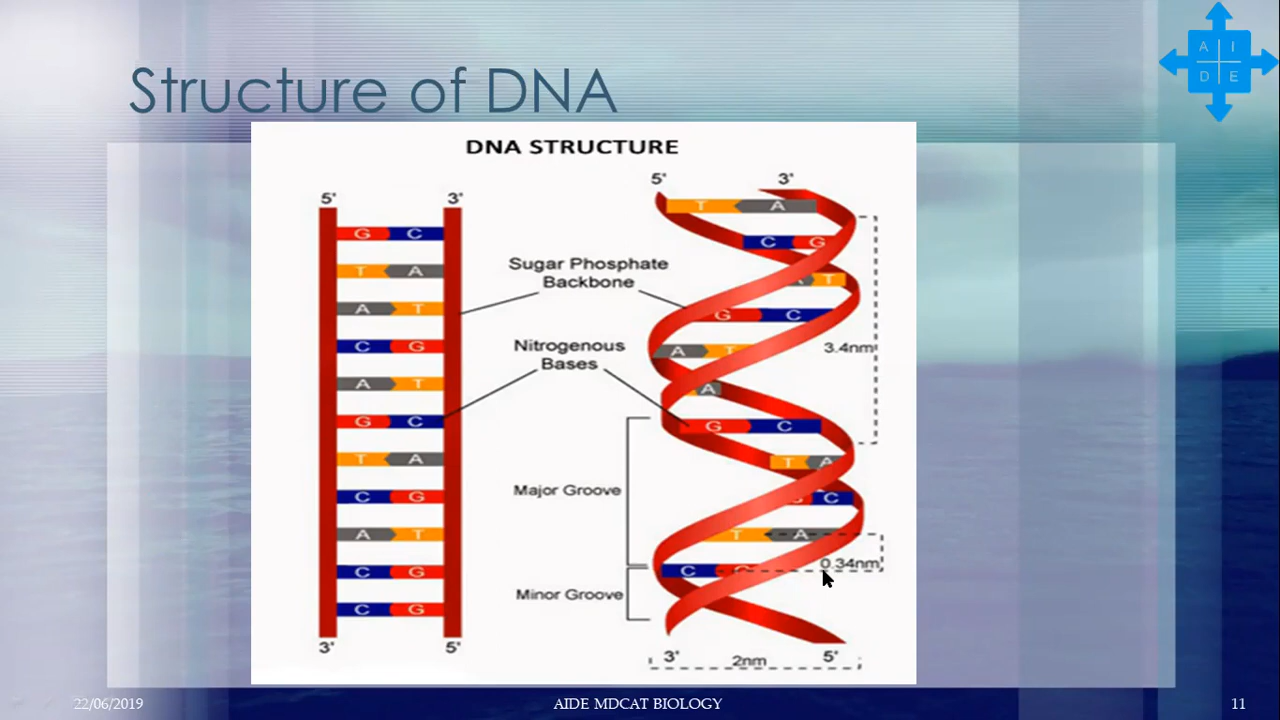 A I
D E
Structure of DNA
DNA STRUCTURE
5' 3'
G C
T A
A T
C G
A T
G C
T A
C G
A T
C G
C G
3' 5'
Sugar Phosphate
Backbone
Nitrogenous
Bases
Major Groove
Minor Groove
5' 3'
T A
C G
T
G C
A T
A
G C
T A
C
T A
C
3.4nm
0.34nm
3' 5'
2nm
22/06/2019
AIDE MDCAT BIOLOGY
11